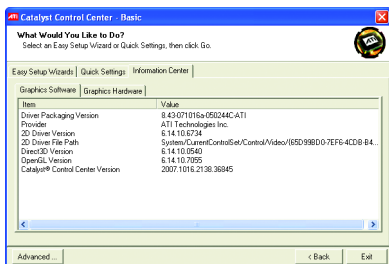 ATI Catalyst Control Center - Basic
What Would You Like to Do?
Select an Easy Setup Wizard or Quick Settings, then click Go.
Easy Setup Wizards Quick Settings Information Center
Graphics Software Graphics Hardware
Item Value
Driver Packaging Version 8.43-071016a-050244C-ATI
Provider ATI Technologies Inc.
2D Driver Version 6.14.10.6734
2D Driver File Path System/CurrentControlSet/Control/Video/{65D99BD0-7EF6-4CDB-B4...
Direct3D Version 6.14.10.0540
OpenGL Version 6.14.10.7055
Catalyst® Control Center Version 2007.1016.2138.36845
Advanced ... < Back Exit